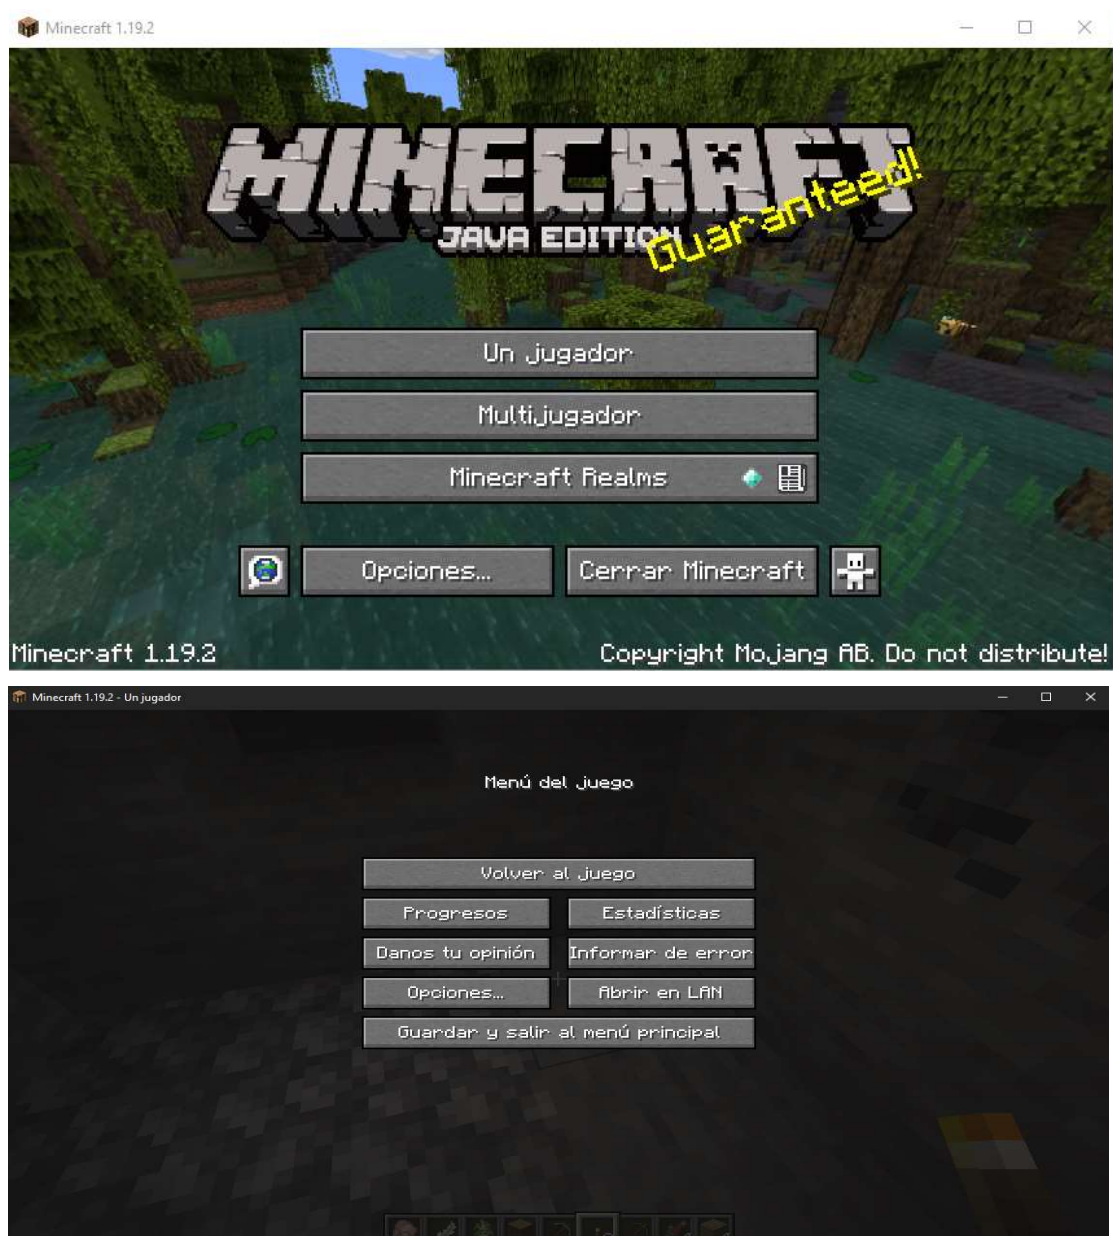 Minecraft 1.19.2
MINECRAFT
JAVA EDITION
Guaranteed!
Un jugador
Multijugador
Minecraft Realms
Opciones...
Cerrar Minecraft
Minecraft 1.19.2
Copyright Mojang AB. Do not distribute!
Minecraft 1.19.2 - Un jugador
Menú del juego
Volver al juego
Progresos
Estadísticas
Danos tu opinión
Informar de error
Opciones...
Abrir en LAN
Guardar y salir al menú principal